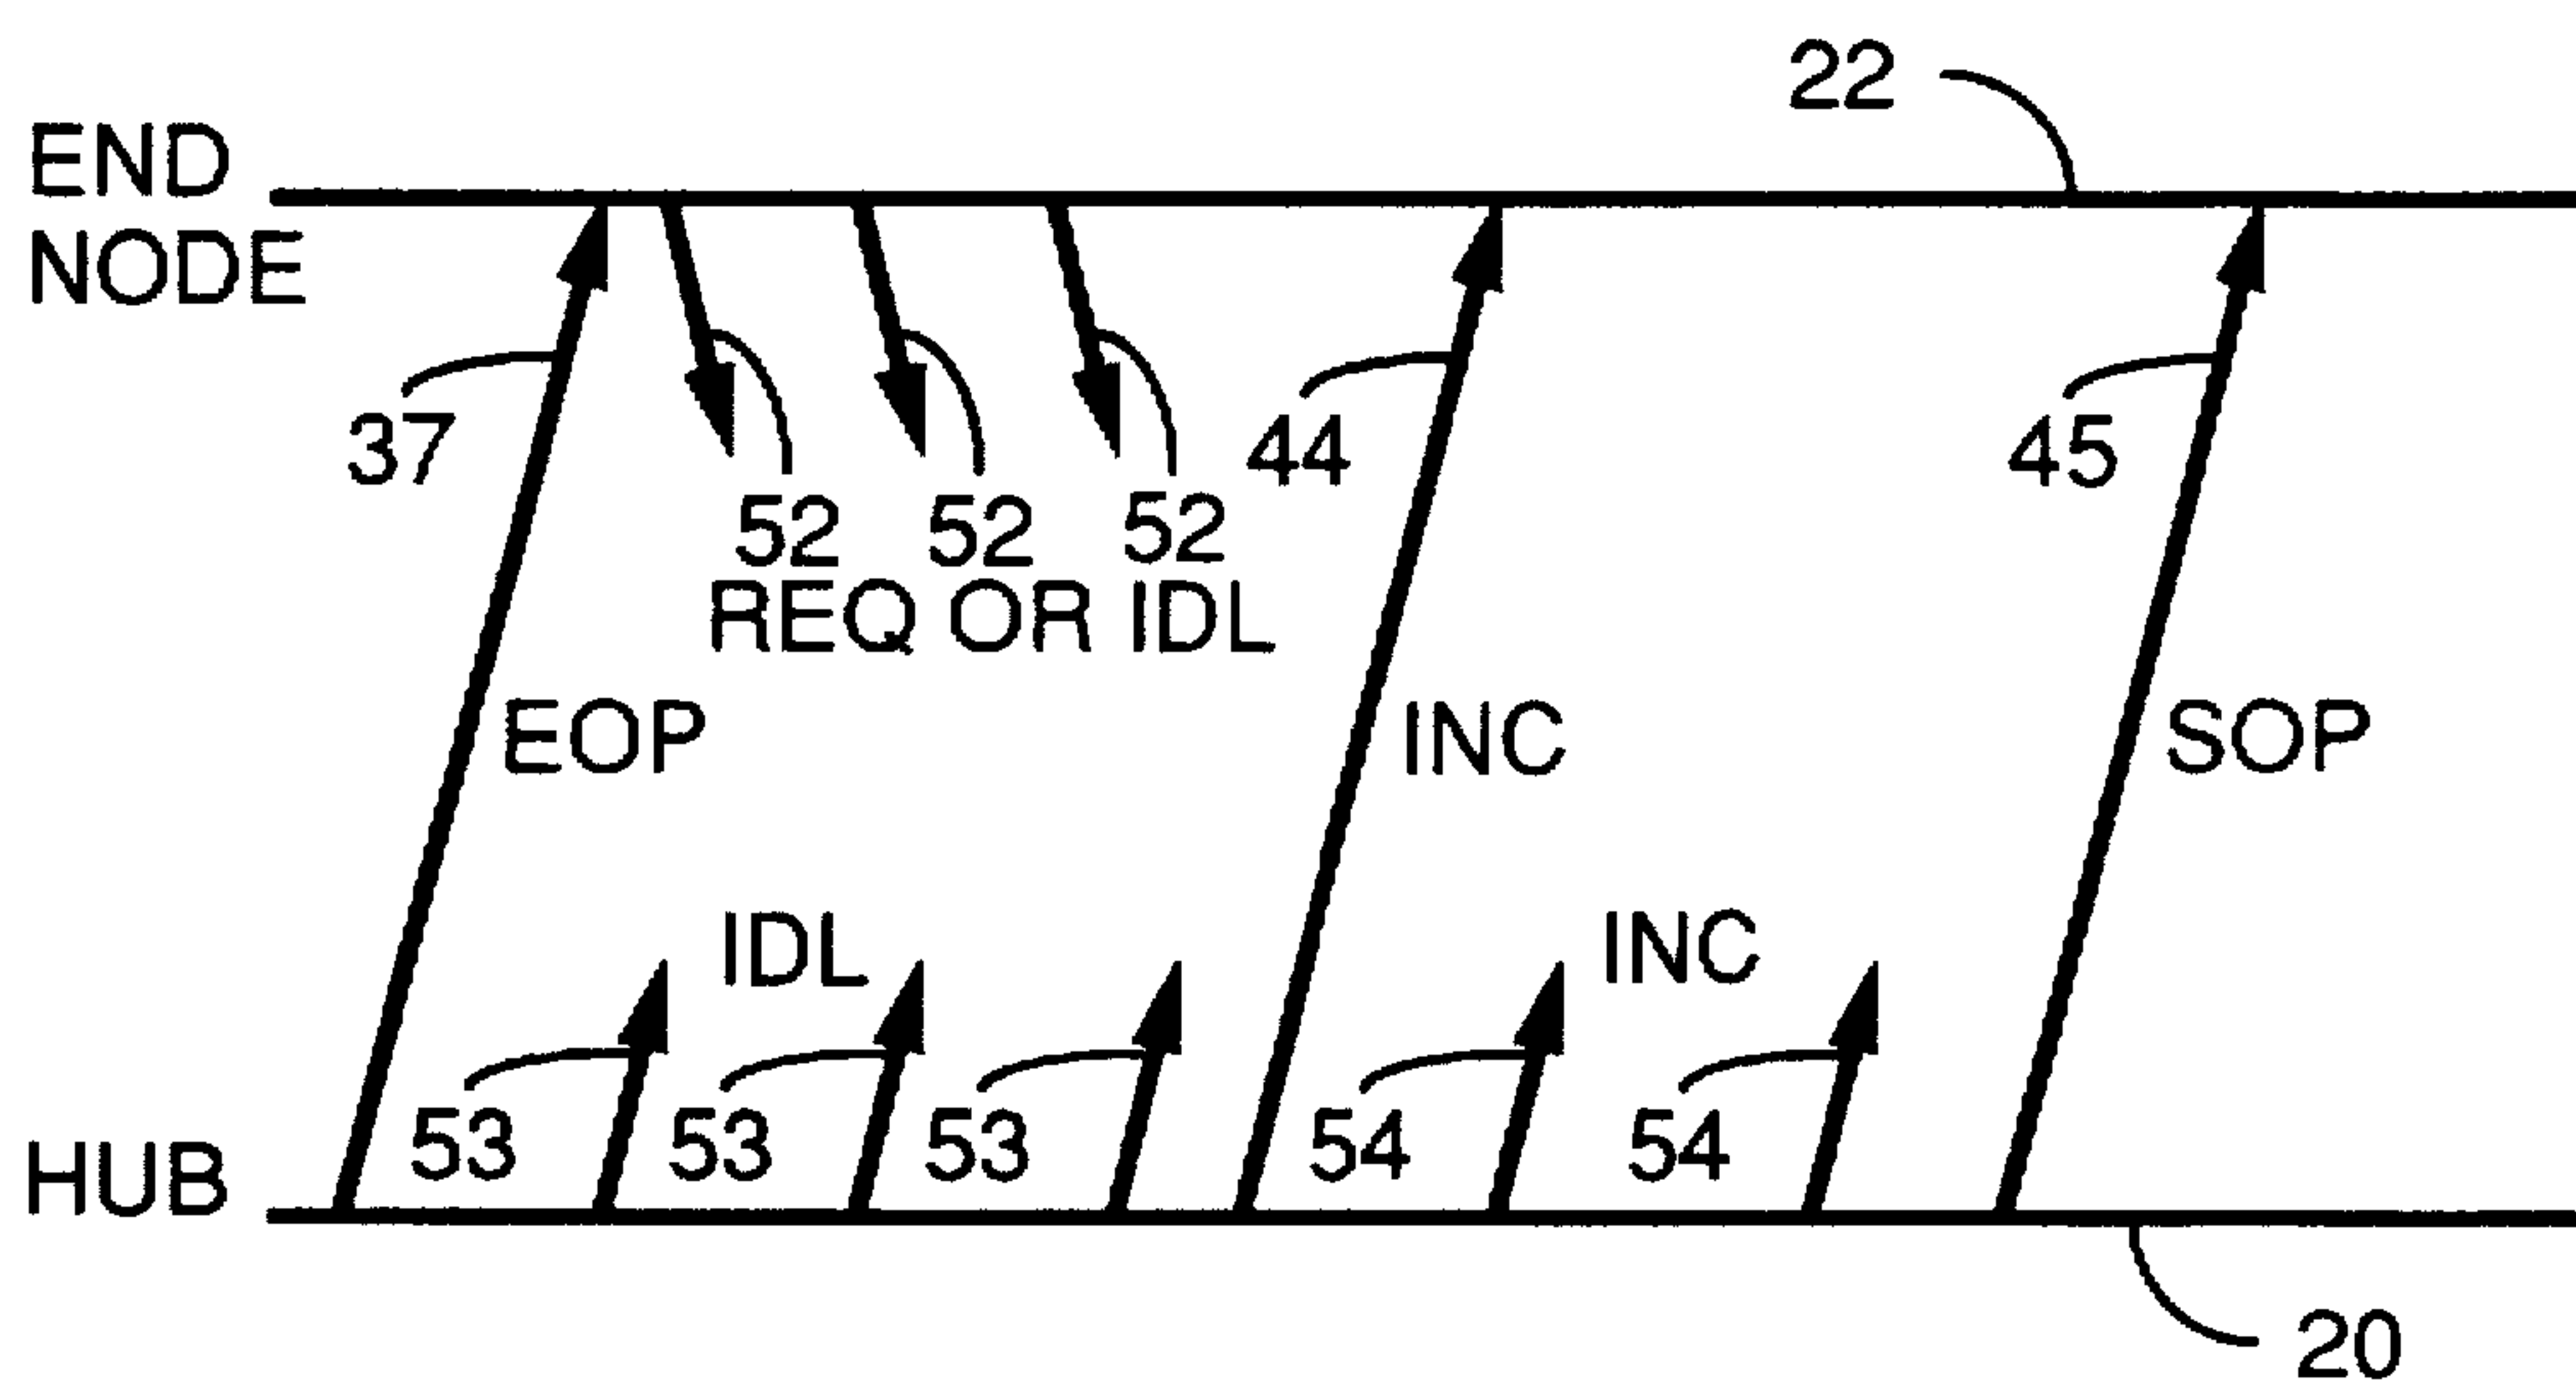 22
END
NODE
37
52 52 52
44
45
REQ OR IDL
EOP
INC
SOP
IDL
INC
53 53 53
54 54
HUB
20